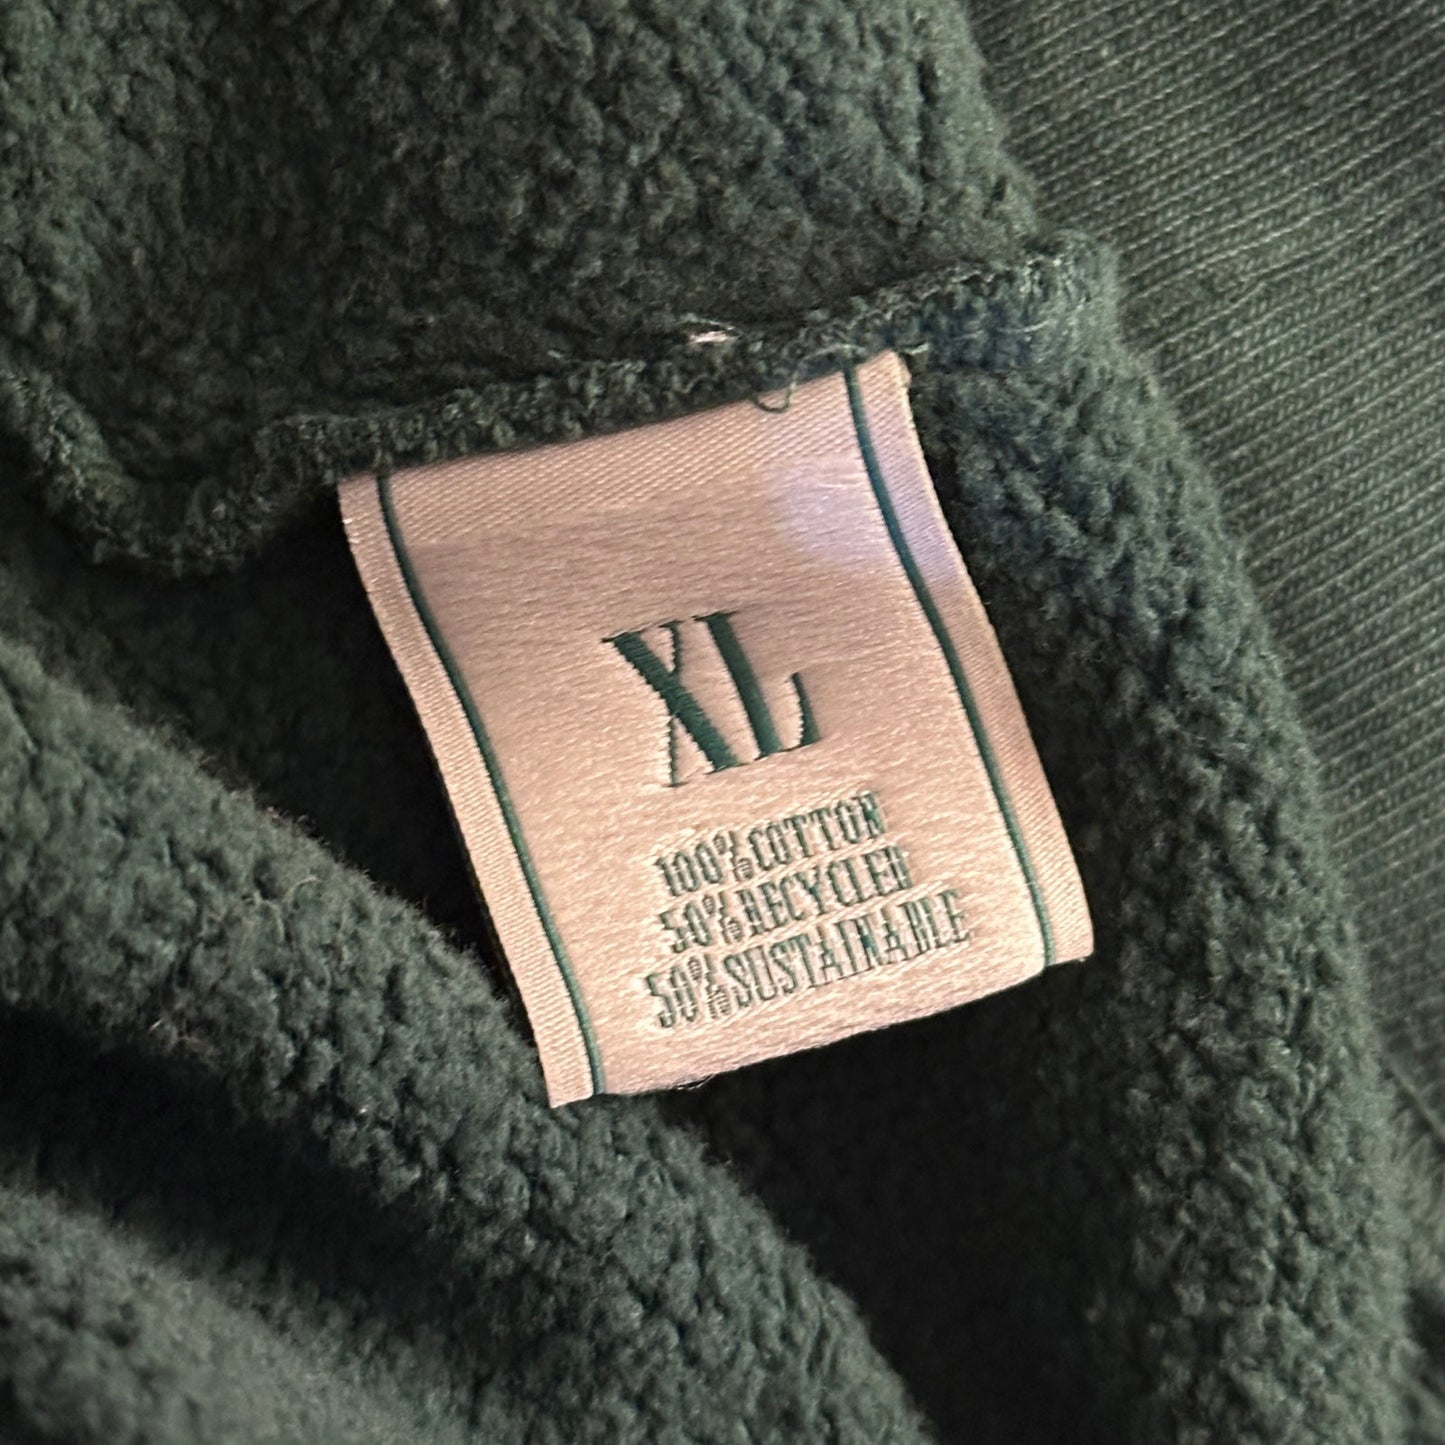 XL
100% COTTON
50% RECYCLED
50% SUSTAINABLE